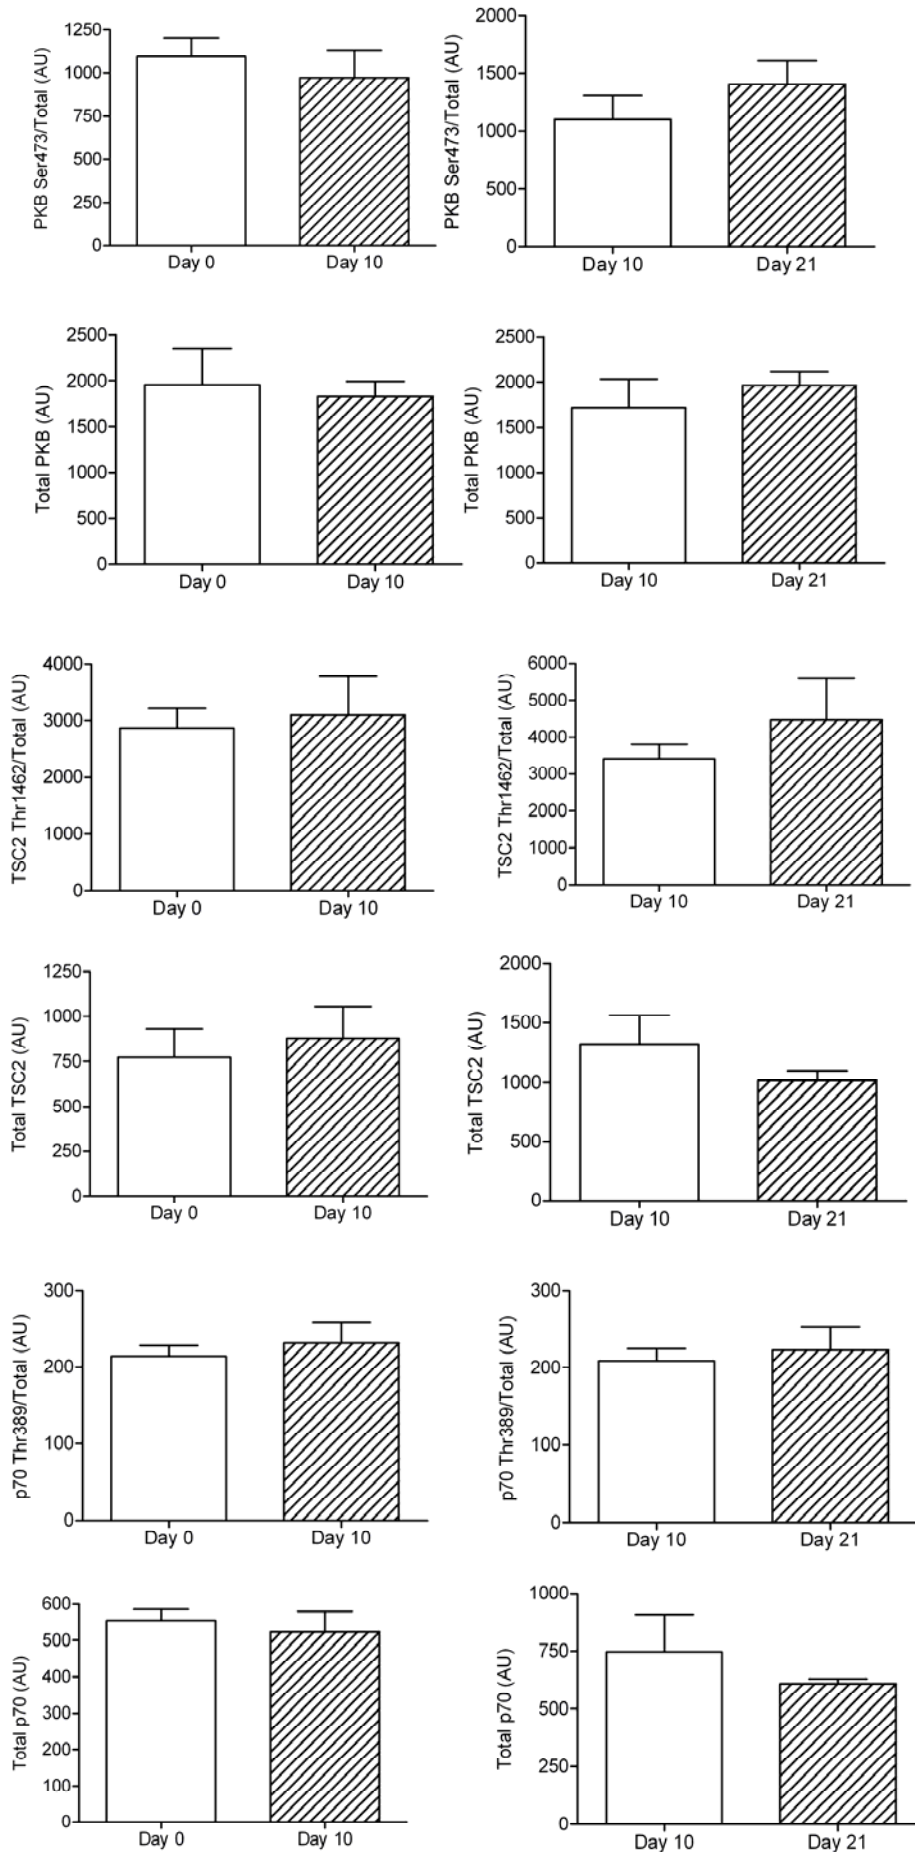 PKB Ser473/Total (AU)
1250
1000
750
500
250
0
Day 0
Day 10
PKB Ser473/Total (AU)
2000
1500
1000
500
0
Day 10
Day 21
Total PKB (AU)
2500
2000
1500
1000
500
0
Day 0
Day 10
Total PKB (AU)
2500
2000
1500
1000
500
0
Day 10
Day 21
TSC2 Thr1462/Total (AU)
4000
3000
2000
1000
0
Day 0
Day 10
TSC2 Thr1462/Total (AU)
6000
5000
4000
3000
2000
1000
0
Day 10
Day 21
Total TSC2 (AU)
1250
1000
750
500
250
0
Day 0
Day 10
Total TSC2 (AU)
2000
1500
1000
500
0
Day 10
Day 21
p70 Thr389/Total (AU)
300
200
100
0
Day 0
Day 10
p70 Thr389/Total (AU)
300
200
100
0
Day 10
Day 21
Total p70 (AU)
600
500
400
300
200
100
0
Day 0
Day 10
Total p70 (AU)
1000
750
500
250
0
Day 10
Day 21